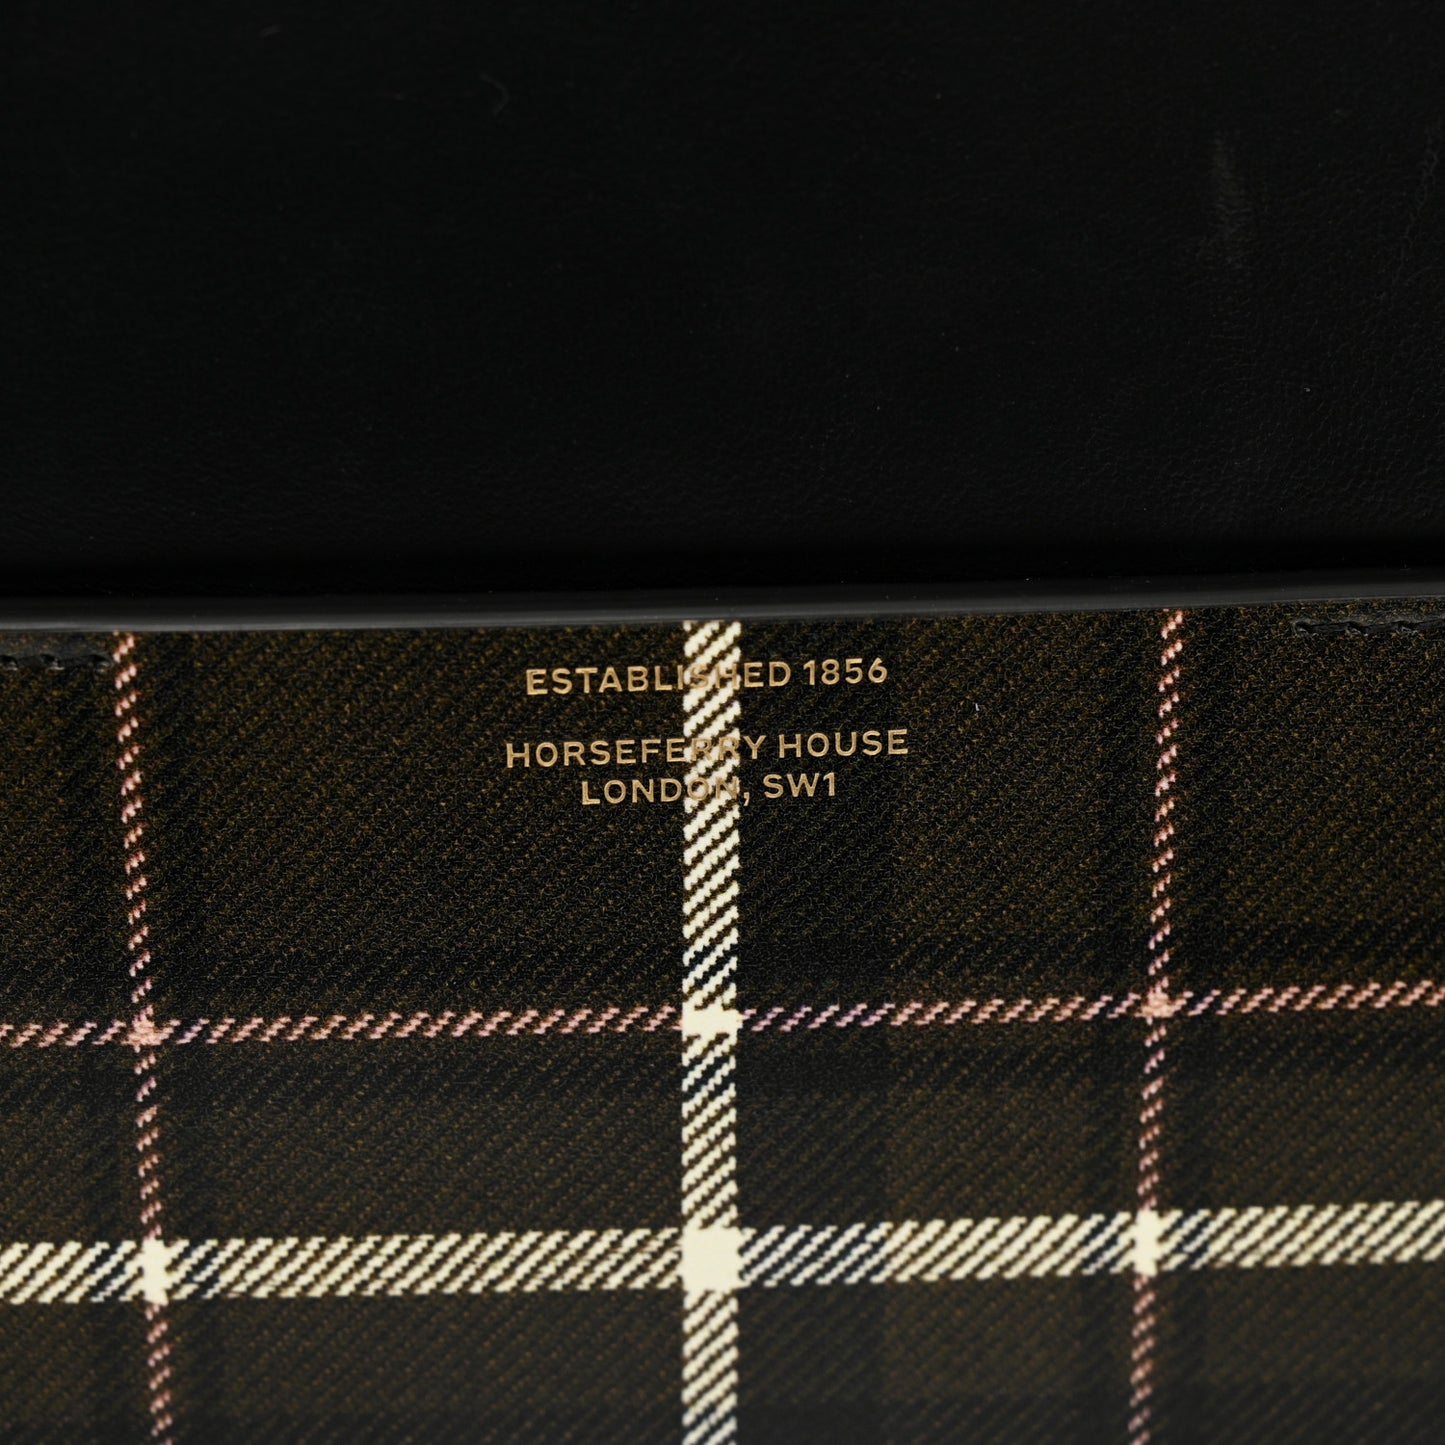 ESTABLISHED 1856
HORSEFERRY HOUSE
LONDON, SW1